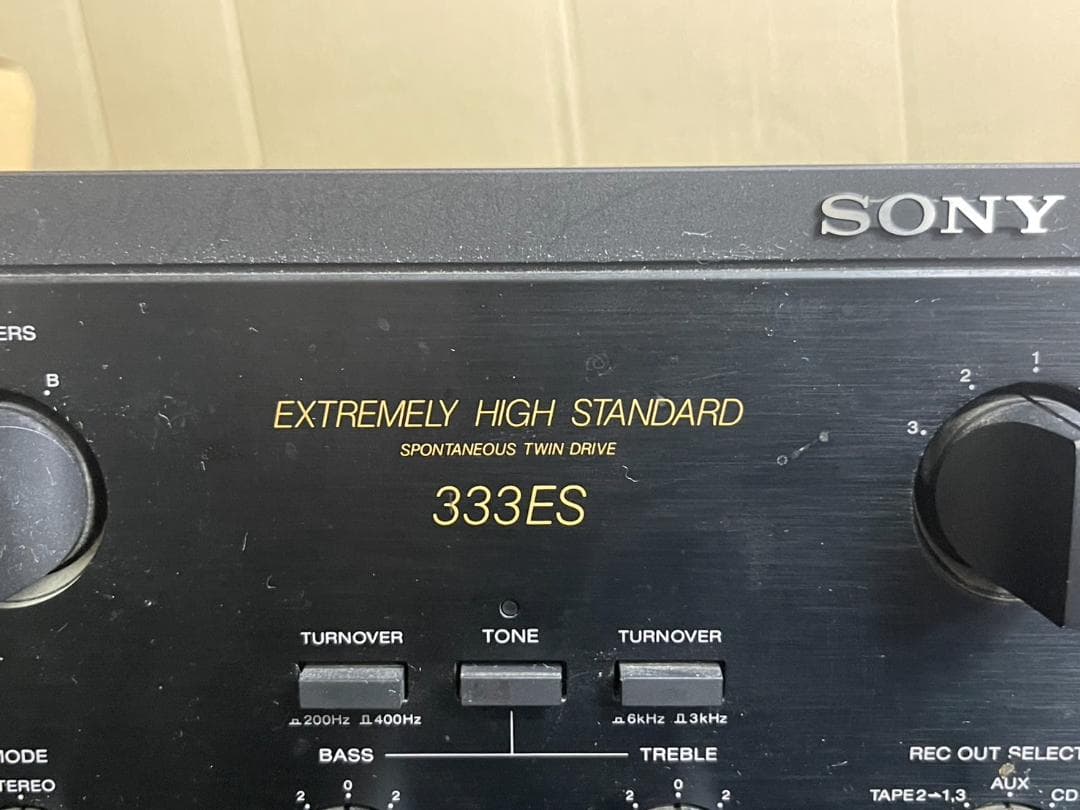 SONY
ERS
B
1
2
3
EXTREMELY HIGH STANDARD
SPONTANEOUS TWIN DRIVE
333ES
TURNOVER TONE TURNOVER
200Hz 400Hz 6kHz 3kHz
MODE BASS TREBLE REC OUT SELECT
STEREO 2 0 2 2 0 2 TAPE2→1,3 AUX CD